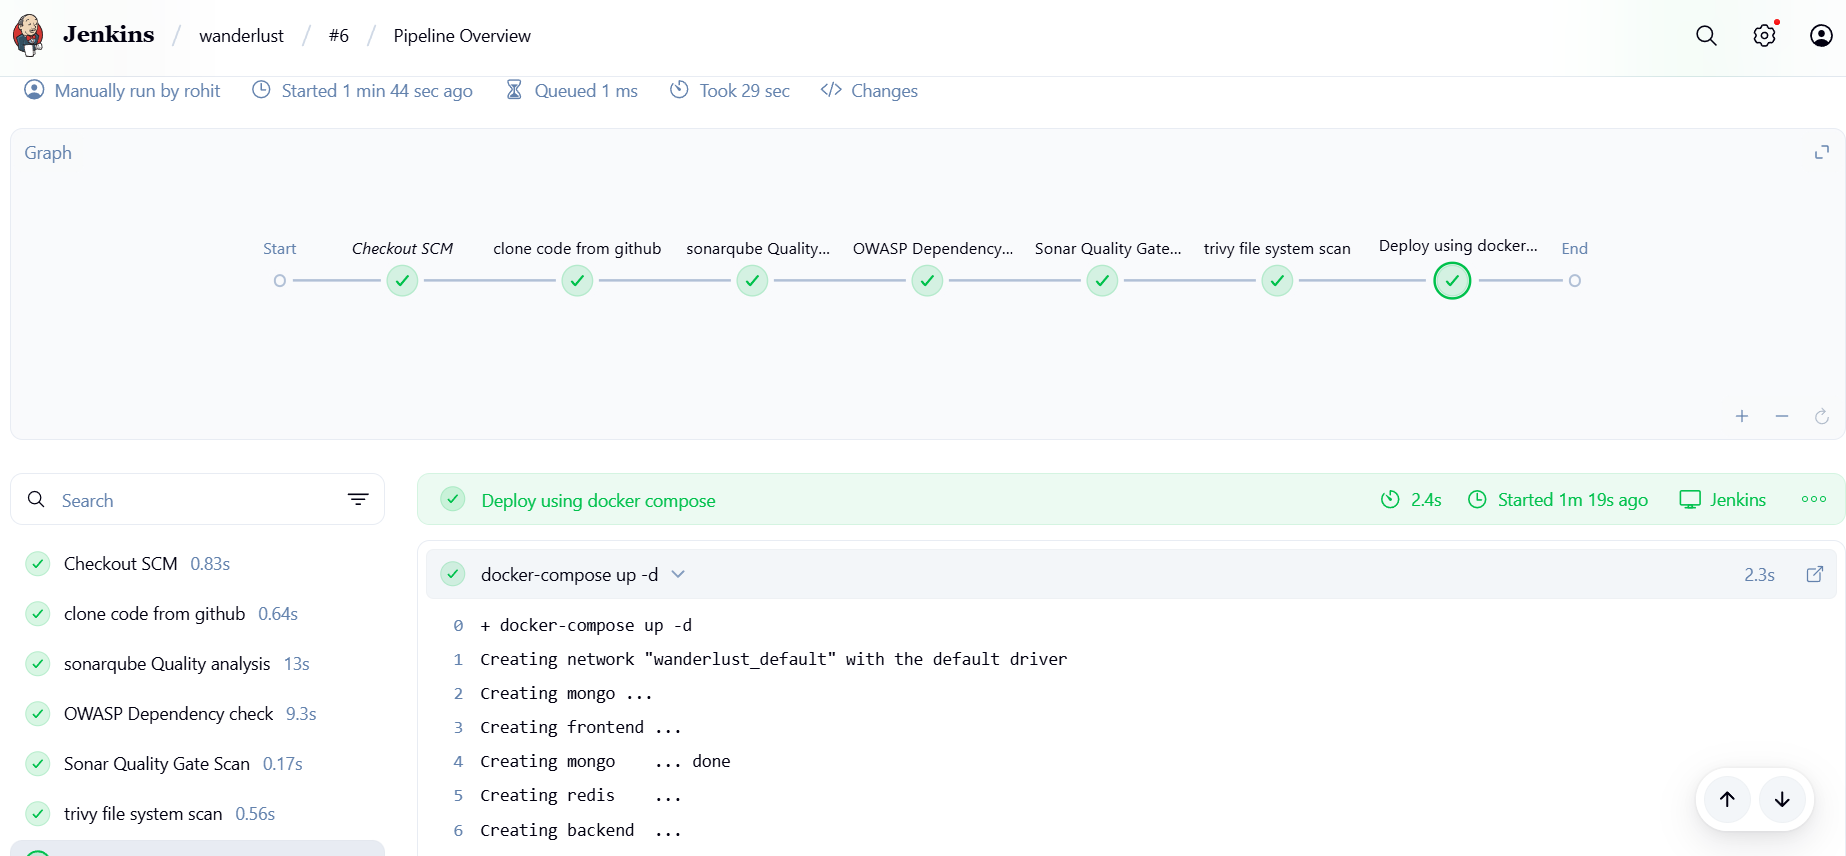 Jenkins / wanderlust / #6 / Pipeline Overview
Manually run by rohit Started 1 min 44 sec ago Queued 1 ms Took 29 sec </> Changes
Graph
Start Checkout SCM clone code from github sonarqube Quality... OWASP Dependency... Sonar Quality Gate... trivy file system scan Deploy using docker... End
Search
Deploy using docker compose 2.4s Started 1m 19s ago Jenkins
Checkout SCM 0.83s
clone code from github 0.64s
sonarqube Quality analysis 13s
OWASP Dependency check 9.3s
Sonar Quality Gate Scan 0.17s
trivy file system scan 0.56s
docker-compose up -d 2.3s
0 + docker-compose up -d
1 Creating network "wanderlust_default" with the default driver
2 Creating mongo ...
3 Creating frontend ...
4 Creating mongo    ... done
5 Creating redis    ...
6 Creating backend  ...